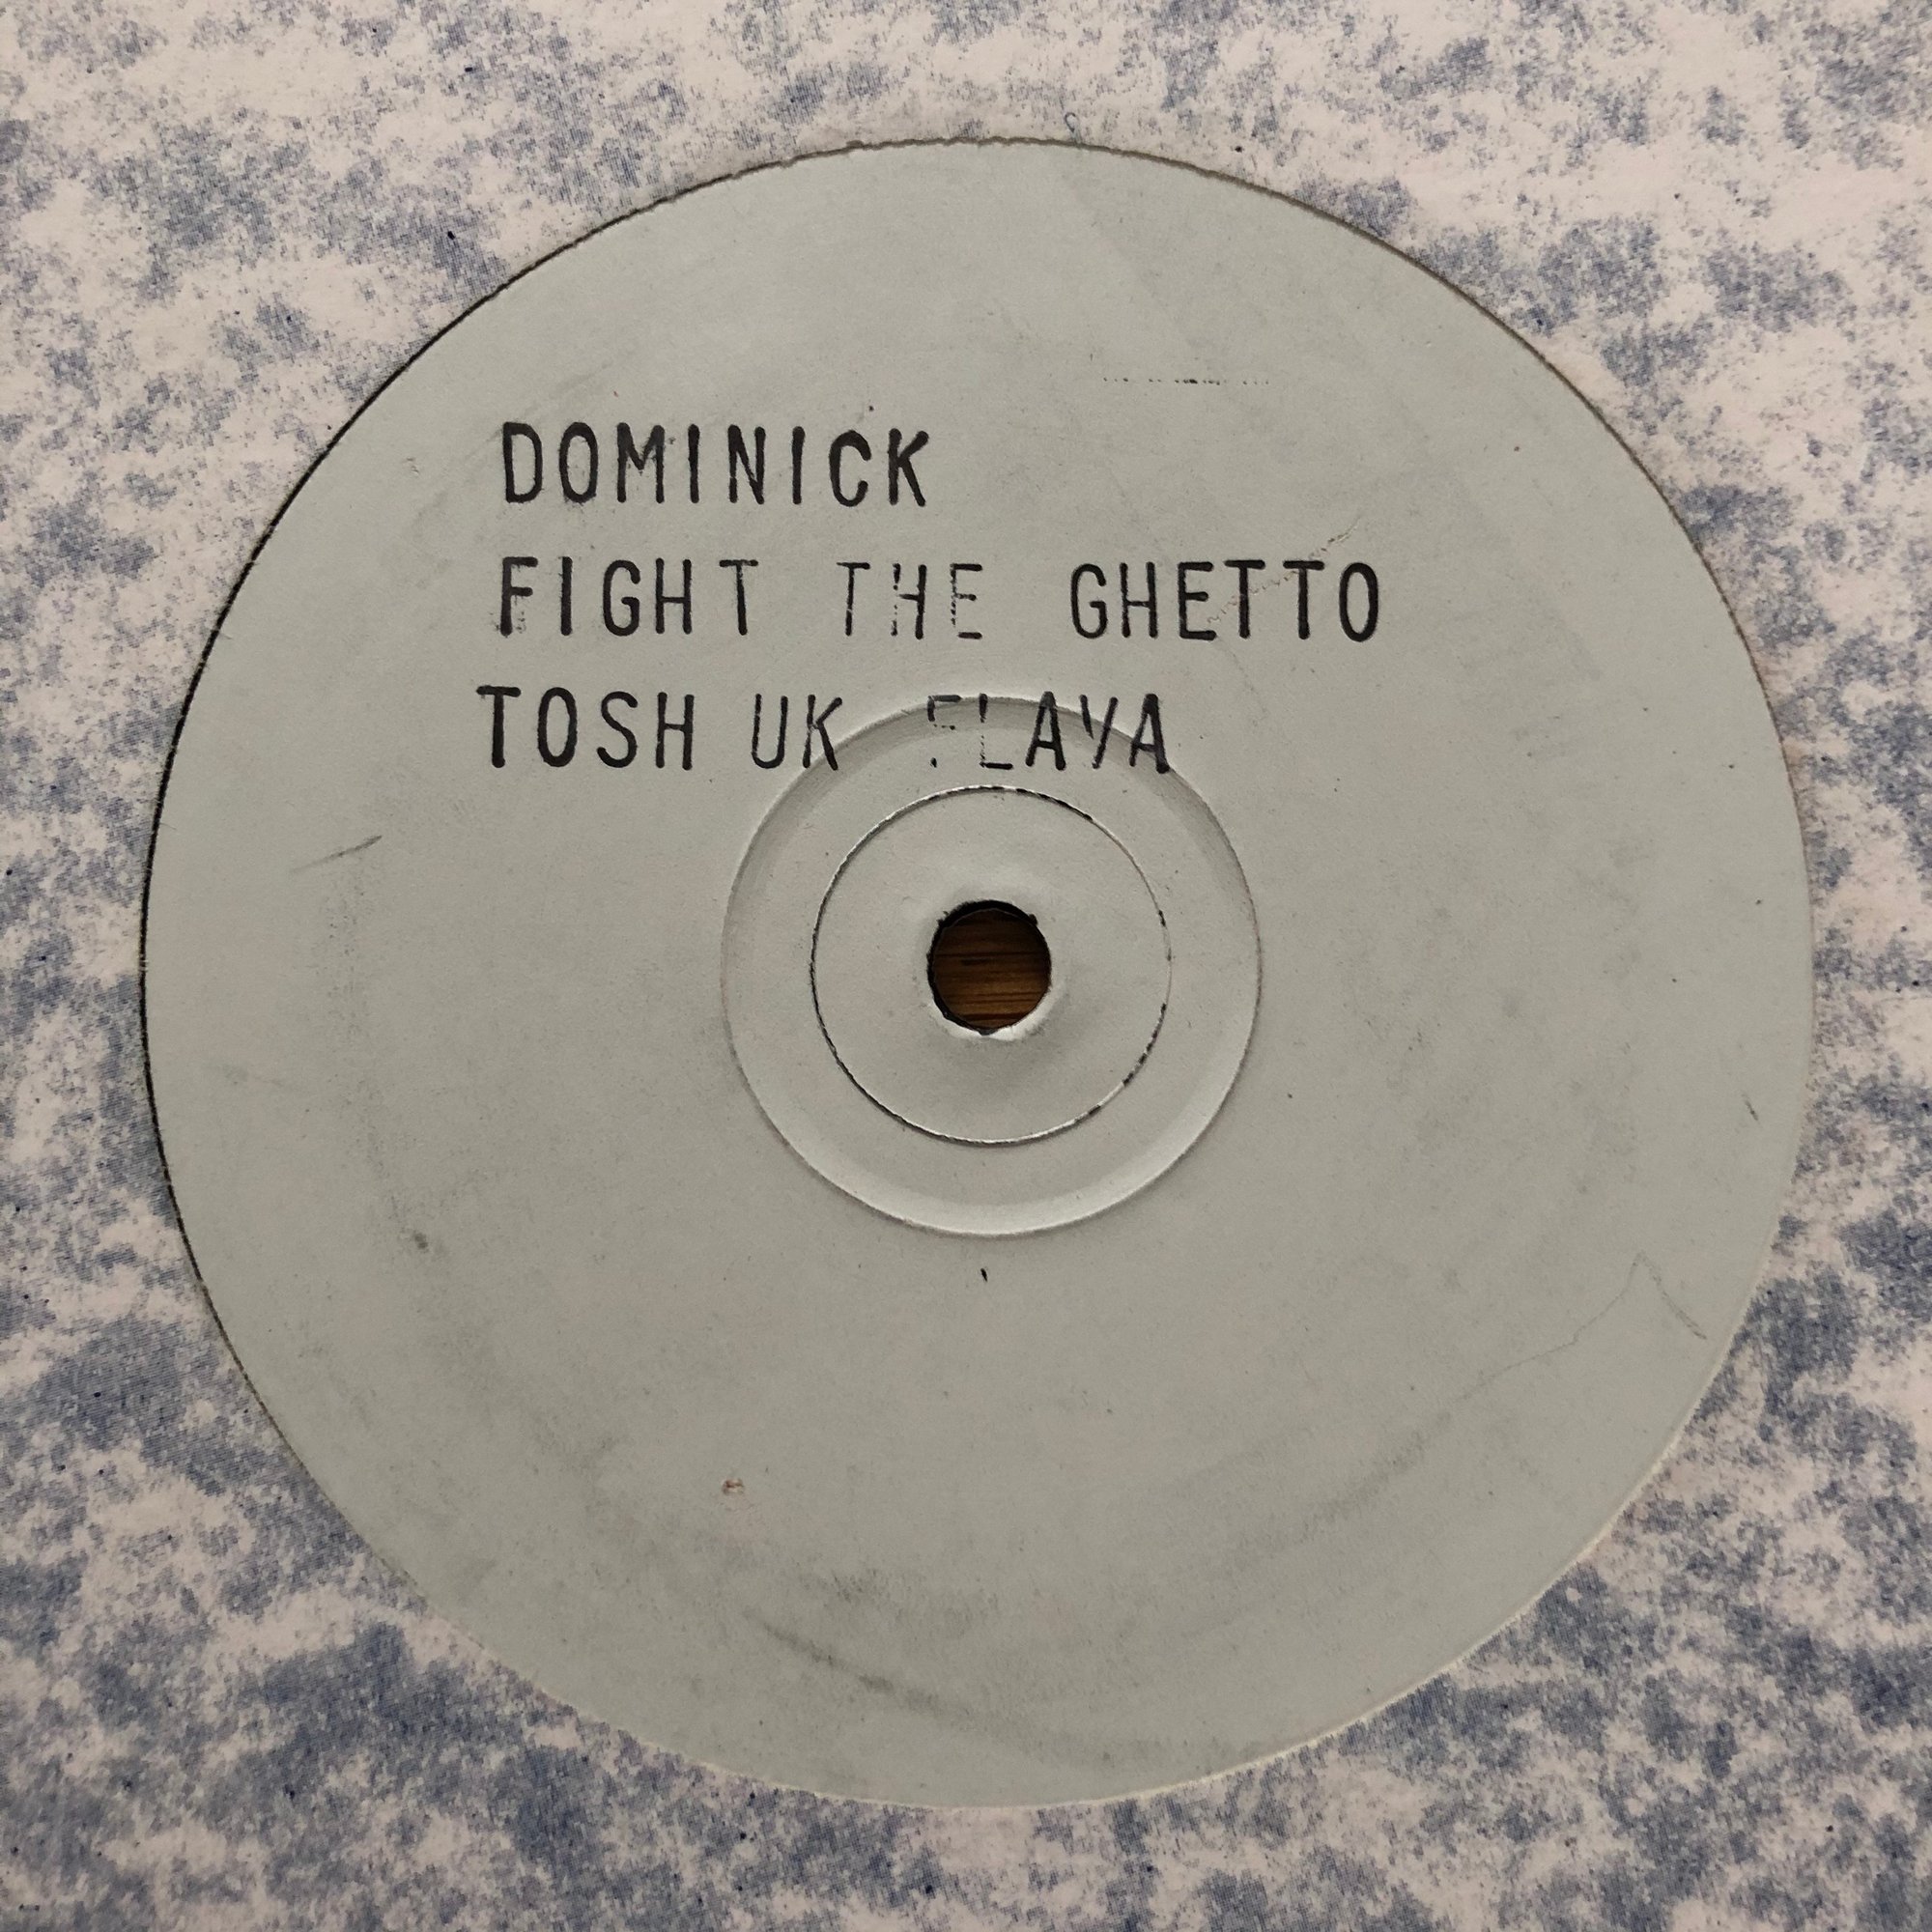 DOMINICK
FIGHT THE GHETTO
TOSH UK FLAVA